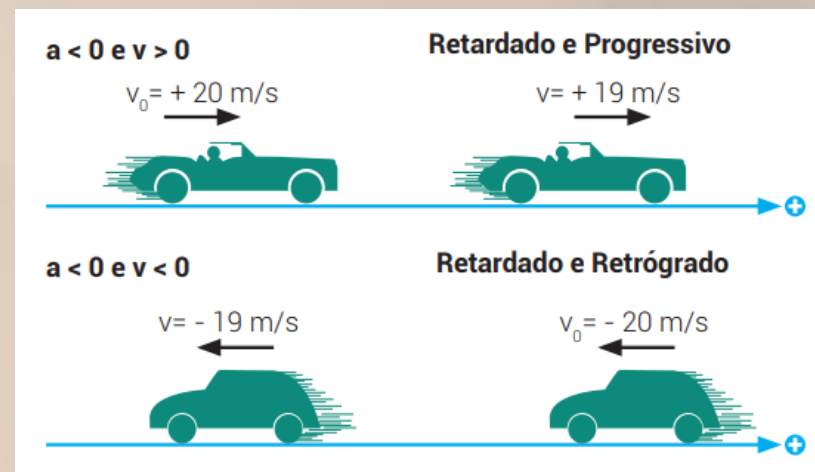 a < 0 e v > 0
Retardado e Progressivo
v₀= + 20 m/s
v= + 19 m/s
+
a < 0 e v < 0
Retardado e Retrógrado
v= - 19 m/s
v₀= - 20 m/s
+